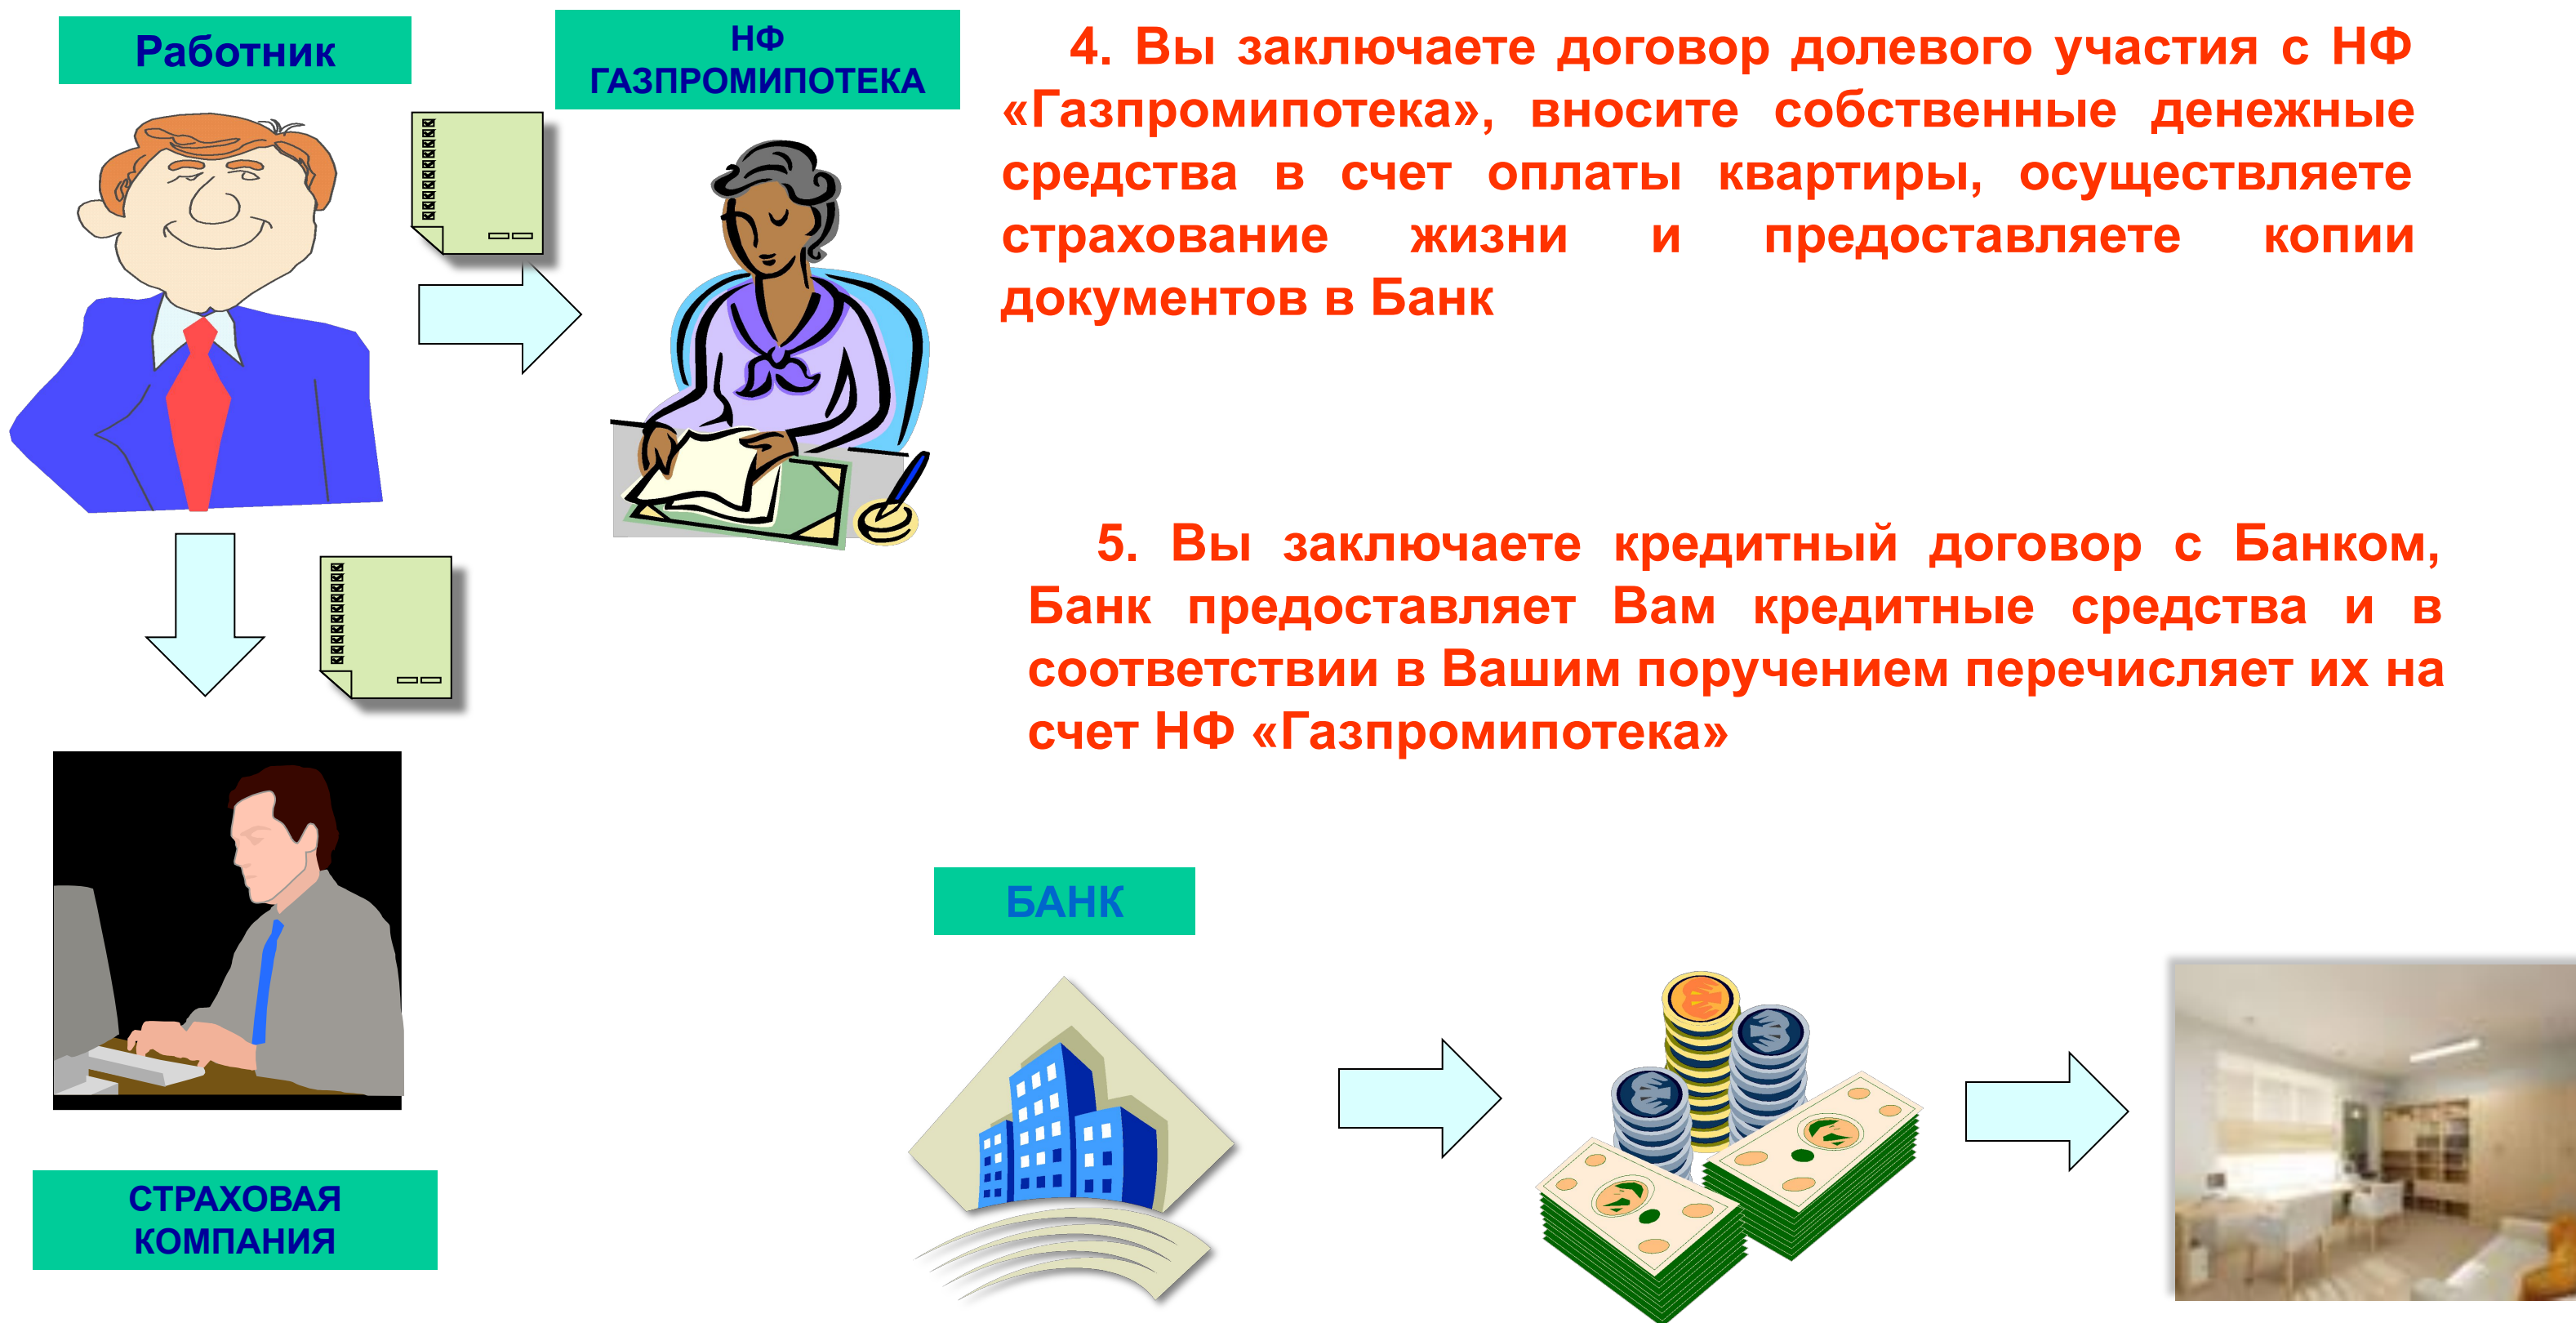 Работник
НФ
ГАЗПРОМИПОТЕКА
4. Вы заключаете договор долевого участия с НФ
«Газпромипотека», вносите собственные денежные
средства в счет оплаты квартиры, осуществляете
страхование жизни и предоставляете копии
документов в Банк
5. Вы заключаете кредитный договор с Банком,
Банк предоставляет Вам кредитные средства и в
соответствии в Вашим поручением перечисляет их на
счет НФ «Газпромипотека»
БАНК
СТРАХОВАЯ
КОМПАНИЯ